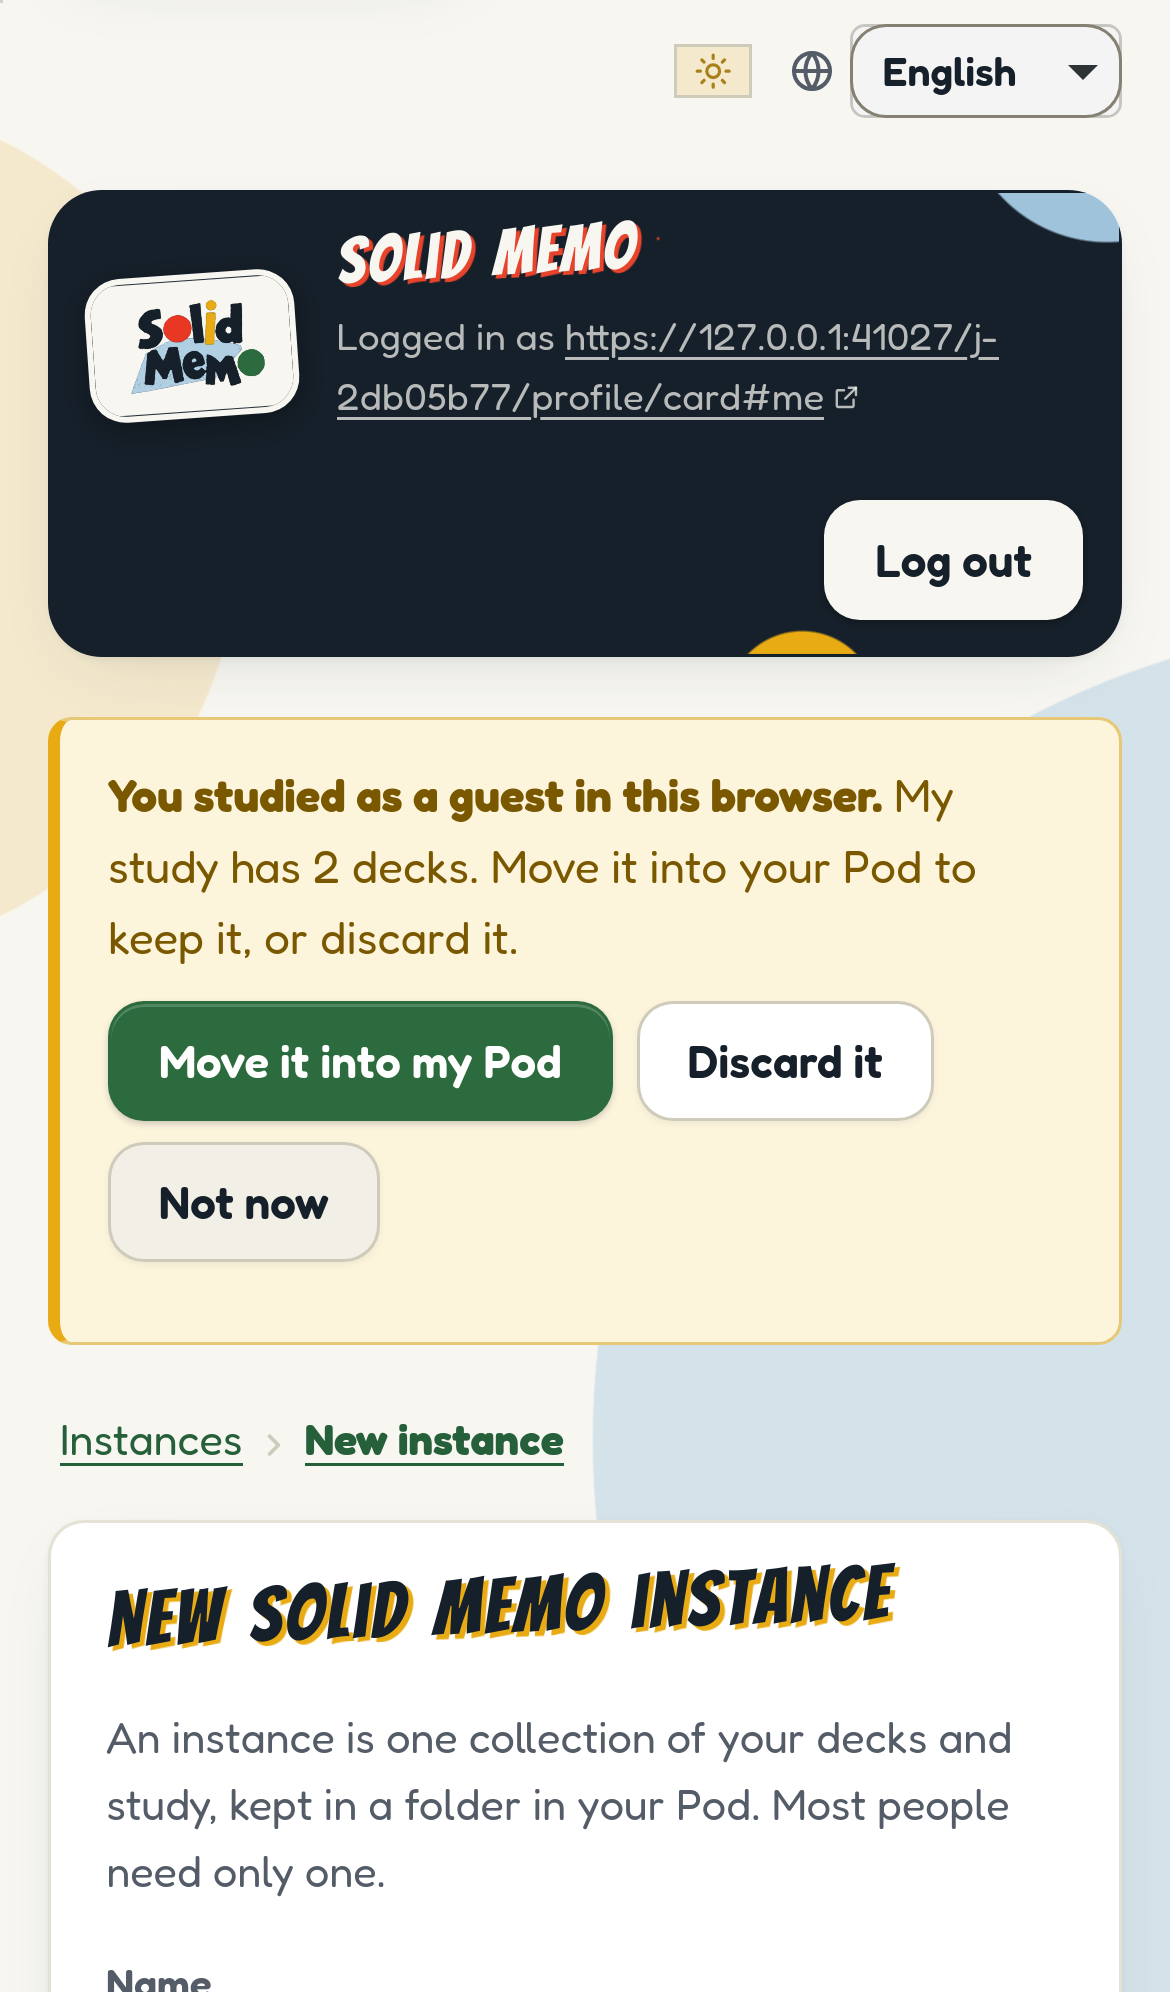 English
SOLID MEMO
Solid
MeMo
Logged in as https://127.0.0.1:41027/j-
2db05b77/profile/card#me
Log out
You studied as a guest in this browser. My
study has 2 decks. Move it into your Pod to
keep it, or discard it.
Move it into my Pod
Discard it
Not now
Instances > New instance
NEW SOLID MEMO INSTANCE
An instance is one collection of your decks and
study, kept in a folder in your Pod. Most people
need only one.
Name